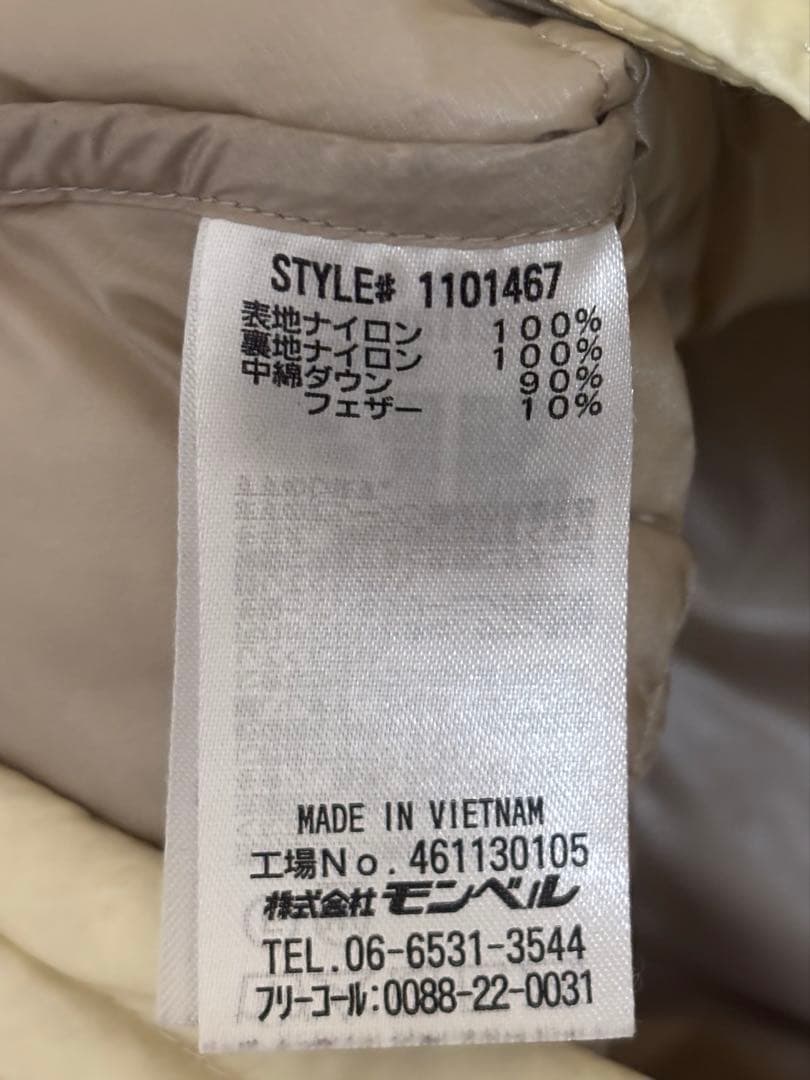 STYLE# 1101467
表地ナイロン 100%
裏地ナイロン 100%
中綿ダウン 90%
フェザー 10%
MADE IN VIETNAM
工場No.461130105
株式会社モンベル
TEL.06-6531-3544
フリーコール:0088-22-0031